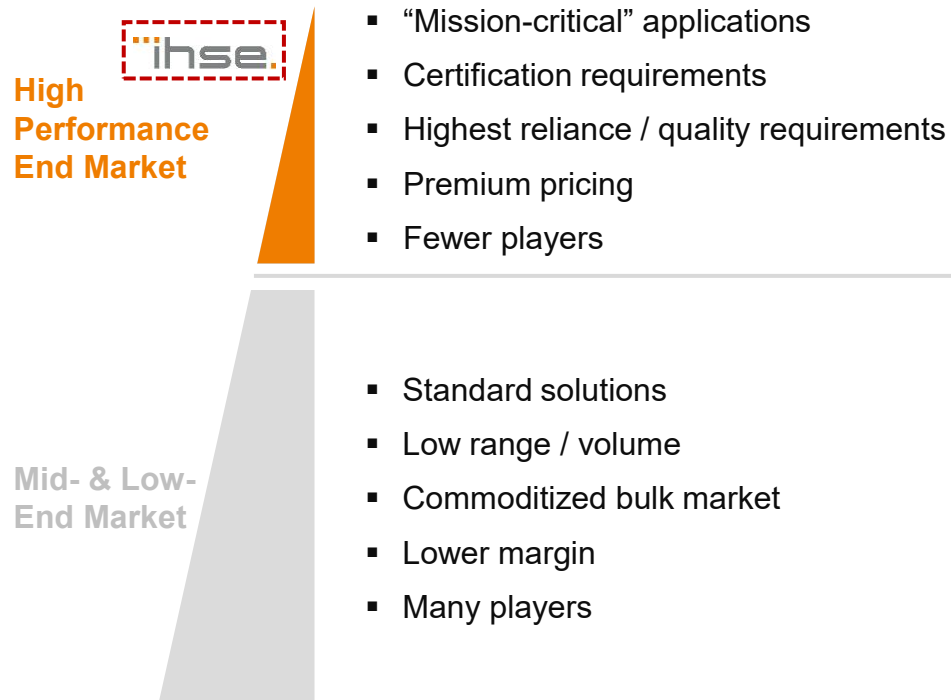 ihse.
High
Performance
End Market
▪ “Mission-critical” applications
▪ Certification requirements
▪ Highest reliance / quality requirements
▪ Premium pricing
▪ Fewer players
Mid- & Low-
End Market
▪ Standard solutions
▪ Low range / volume
▪ Commoditized bulk market
▪ Lower margin
▪ Many players